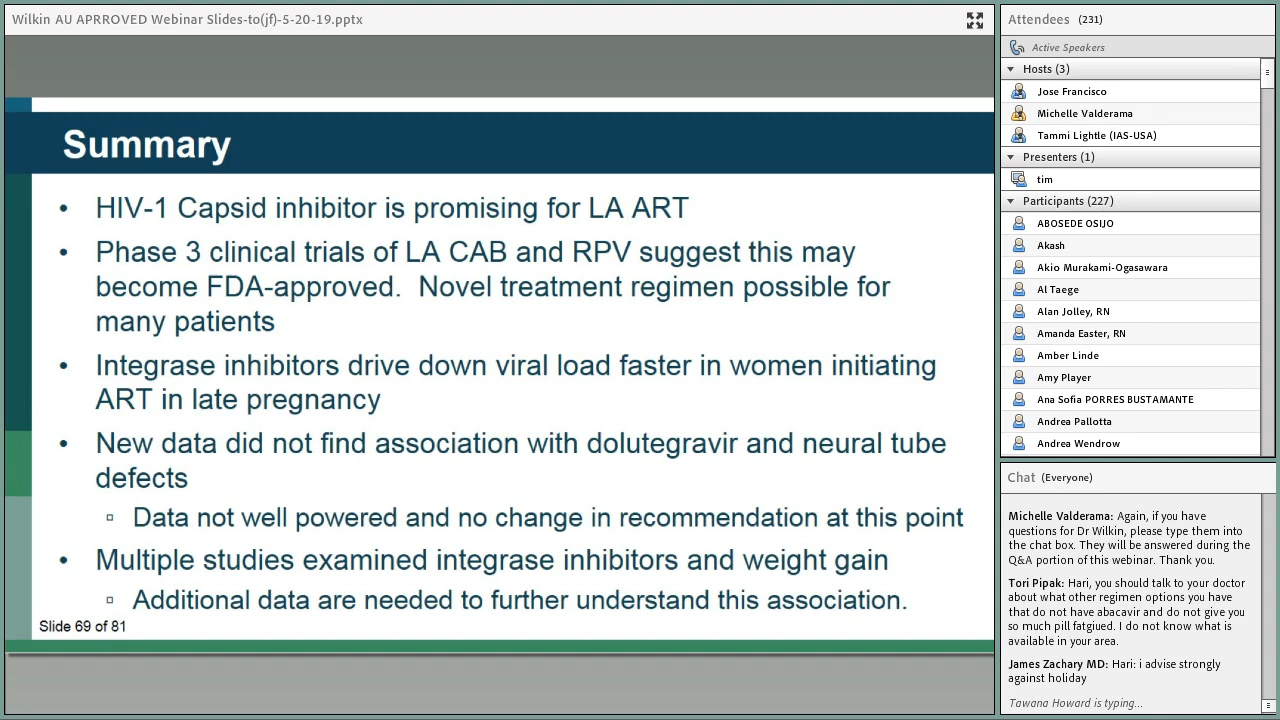 Wilkin AU APRROVED Webinar Slides-to(jf)-5-20-19.pptx
Summary
• HIV-1 Capsid inhibitor is promising for LA ART
• Phase 3 clinical trials of LA CAB and RPV suggest this may
become FDA-approved.  Novel treatment regimen possible for
many patients
• Integrase inhibitors drive down viral load faster in women initiating
ART in late pregnancy
• New data did not find association with dolutegravir and neural tube
defects
▫ Data not well powered and no change in recommendation at this point
• Multiple studies examined integrase inhibitors and weight gain
▫ Additional data are needed to further understand this association.
Slide 69 of 81
Attendees (231)
Active Speakers
Hosts (3)
Jose Francisco
Michelle Valderama
Tammi Lightle (IAS-USA)
Presenters (1)
tim
Participants (227)
ABOSEDE OSIJO
Akash
Akio Murakami-Ogasawara
Al Taege
Alan Jolley, RN
Amanda Easter, RN
Amber Linde
Amy Player
Ana Sofia PORRES BUSTAMANTE
Andrea Pallotta
Andrea Wendrow
Chat (Everyone)
Michelle Valderama: Again, if you have
questions for Dr Wilkin, please type them into
the chat box. They will be answered during the
Q&A portion of this webinar. Thank you.
Tori Pipak: Hari, you should talk to your doctor
about what other regimen options you have
that do not have abacavir and do not give you
so much pill fatgiued. I do not know what is
available in your area.
James Zachary MD: Hari: i advise strongly
against holiday
Tawana Howard is typing...